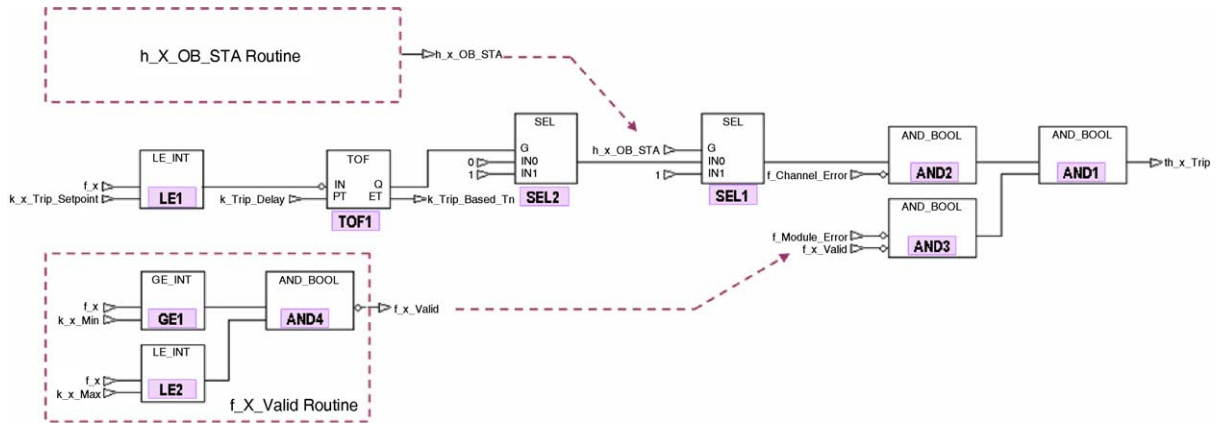 h_X_OB_STA Routine
h_x_OB_STA
LE_INT
f_x
k_x_Trip_Setpoint
LE1
TOF
IN Q
PT ET
k_Trip_Delay
k_Trip_Based_Tn
TOF1
SEL
G
0 IN0
1 IN1
SEL2
SEL
h_x_OB_STA G
IN0
1 IN1
SEL1
AND_BOOL
f_Channel_Error
AND2
AND_BOOL
AND1
th_x_Trip
AND_BOOL
f_Module_Error
f_x_Valid
AND3
GE_INT
f_x
k_x_Min
GE1
AND_BOOL
AND4
f_x_Valid
LE_INT
f_x
k_x_Max
LE2
f_X_Valid Routine